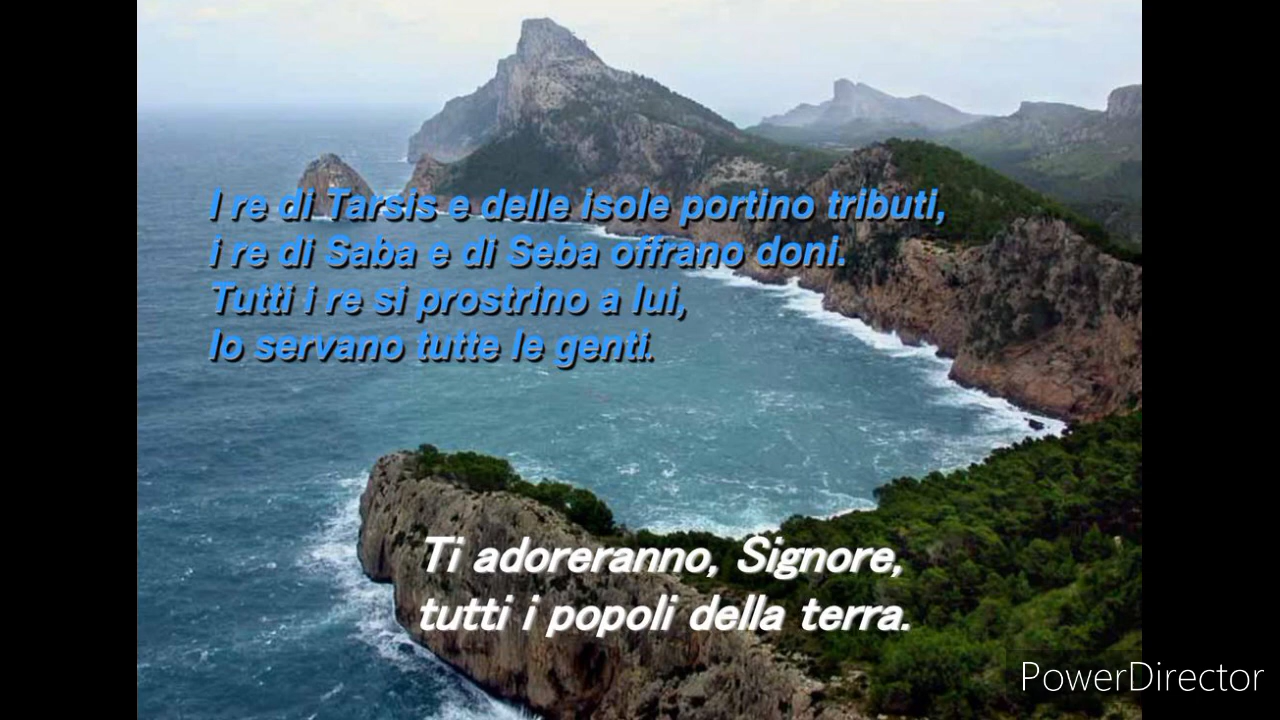 I re di Tarsis e delle isole portino tributi,
i re di Saba e di Seba offrano doni.
Tutti i re si prostrino a lui,
lo servano tutte le genti.
Ti adoreranno, Signore,
tutti i popoli della terra.
PowerDirector